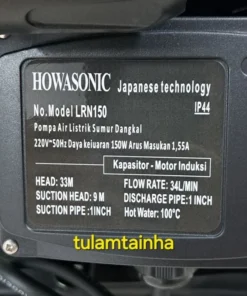 HOWASONIC Japanese technology
No.Model LRN150 IP44
Pompa Air Listrik Sumur Dangkal
220V~50Hz Daya keiuaran 150W Arus Masukan 1,55A
Kapasitor - Motor Induksi
HEAD: 33M FLOW RATE: 34L/MIN
SUCTION HEAD: 9 M DISCHARGE PIPE:1 INCH
SUCTION PIPE :1INCH Hot Water: 100°C
tulamtainha